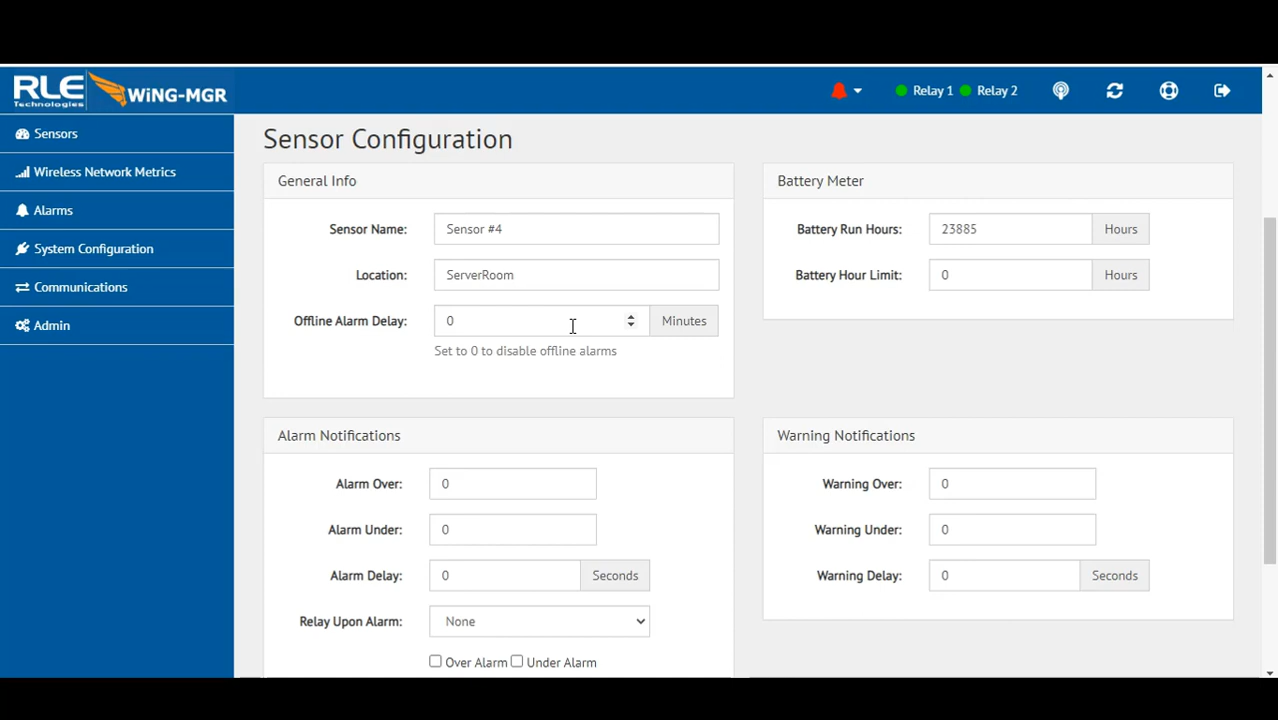 RLE Technologies WiNG-MGR
Relay 1 Relay 2
Sensors
Wireless Network Metrics
Alarms
System Configuration
Communications
Admin
Sensor Configuration
General Info
Sensor Name: Sensor #4
Location: ServerRoom
Offline Alarm Delay: 0 Minutes
Set to 0 to disable offline alarms
Battery Meter
Battery Run Hours: 23885 Hours
Battery Hour Limit: 0 Hours
Alarm Notifications
Alarm Over: 0
Alarm Under: 0
Alarm Delay: 0 Seconds
Relay Upon Alarm: None
Over Alarm Under Alarm
Warning Notifications
Warning Over: 0
Warning Under: 0
Warning Delay: 0 Seconds